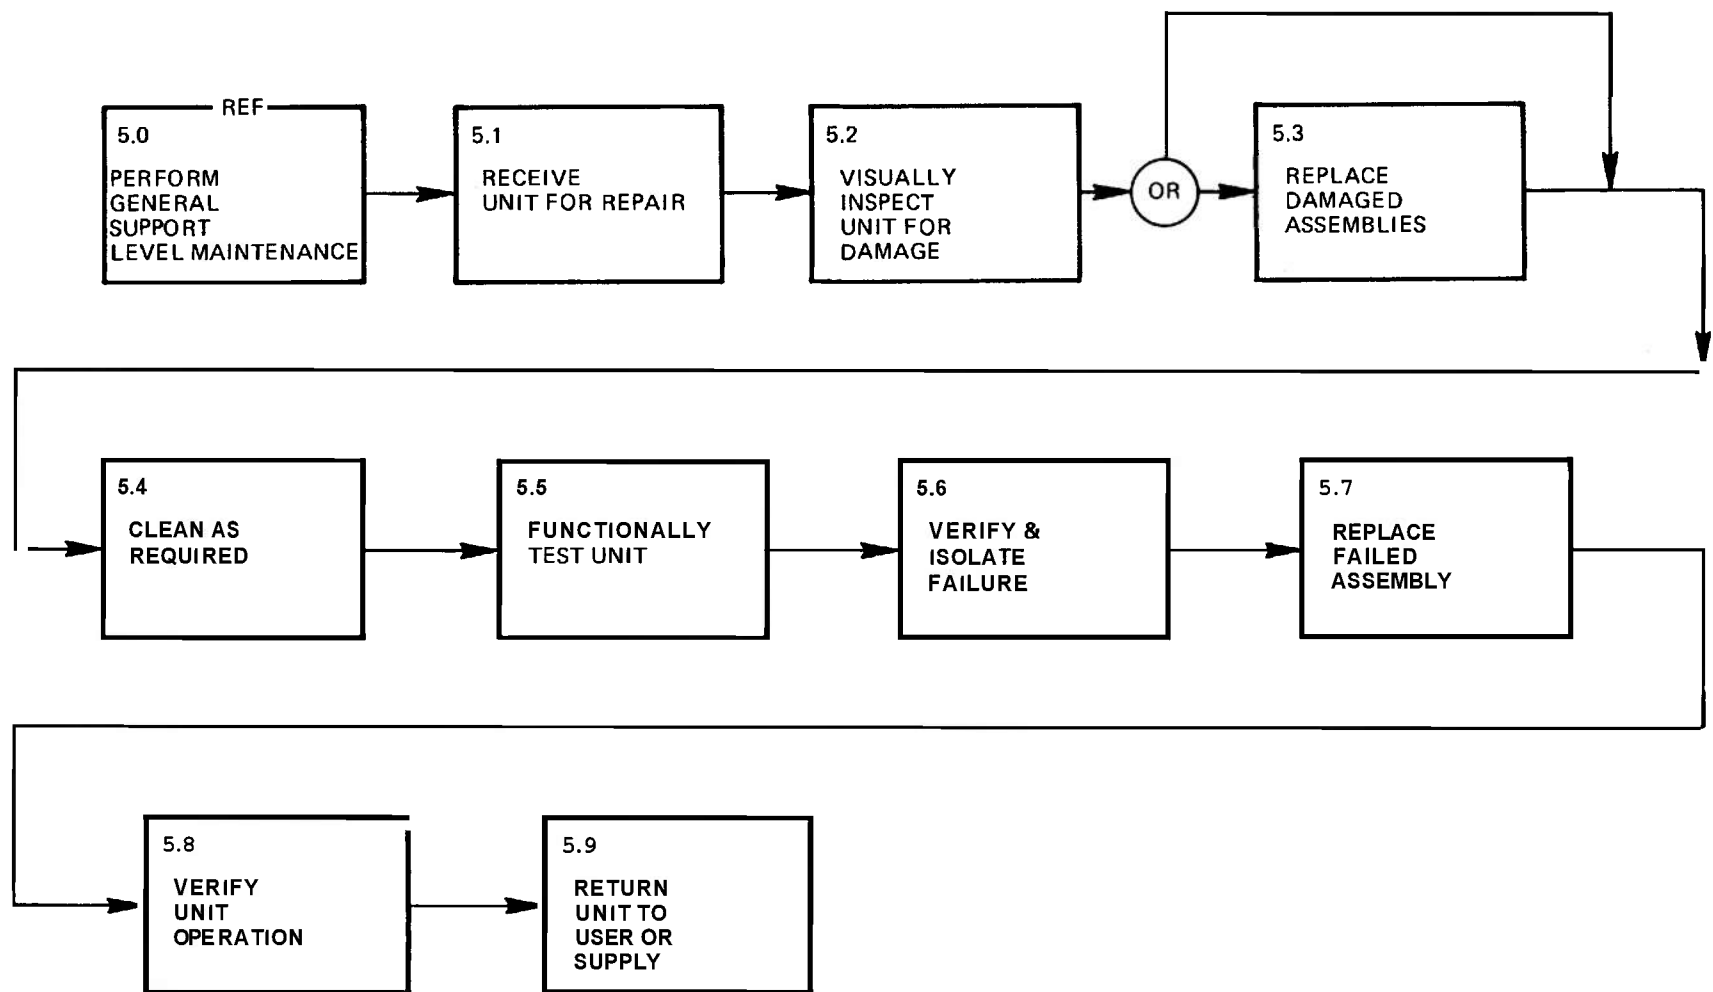 REF
5.0
PERFORM
GENERAL
SUPPORT
LEVEL MAINTENANCE
5.1
RECEIVE
UNIT FOR REPAIR
5.2
VISUALLY
INSPECT
UNIT FOR
DAMAGE
OR
5.3
REPLACE
DAMAGED
ASSEMBLIES
5.4
CLEAN AS
REQUIRED
5.5
FUNCTIONALLY
TEST UNIT
5.6
VERIFY &
ISOLATE
FAILURE
5.7
REPLACE
FAILED
ASSEMBLY
5.8
VERIFY
UNIT
OPERATION
5.9
RETURN
UNIT TO
USER OR
SUPPLY